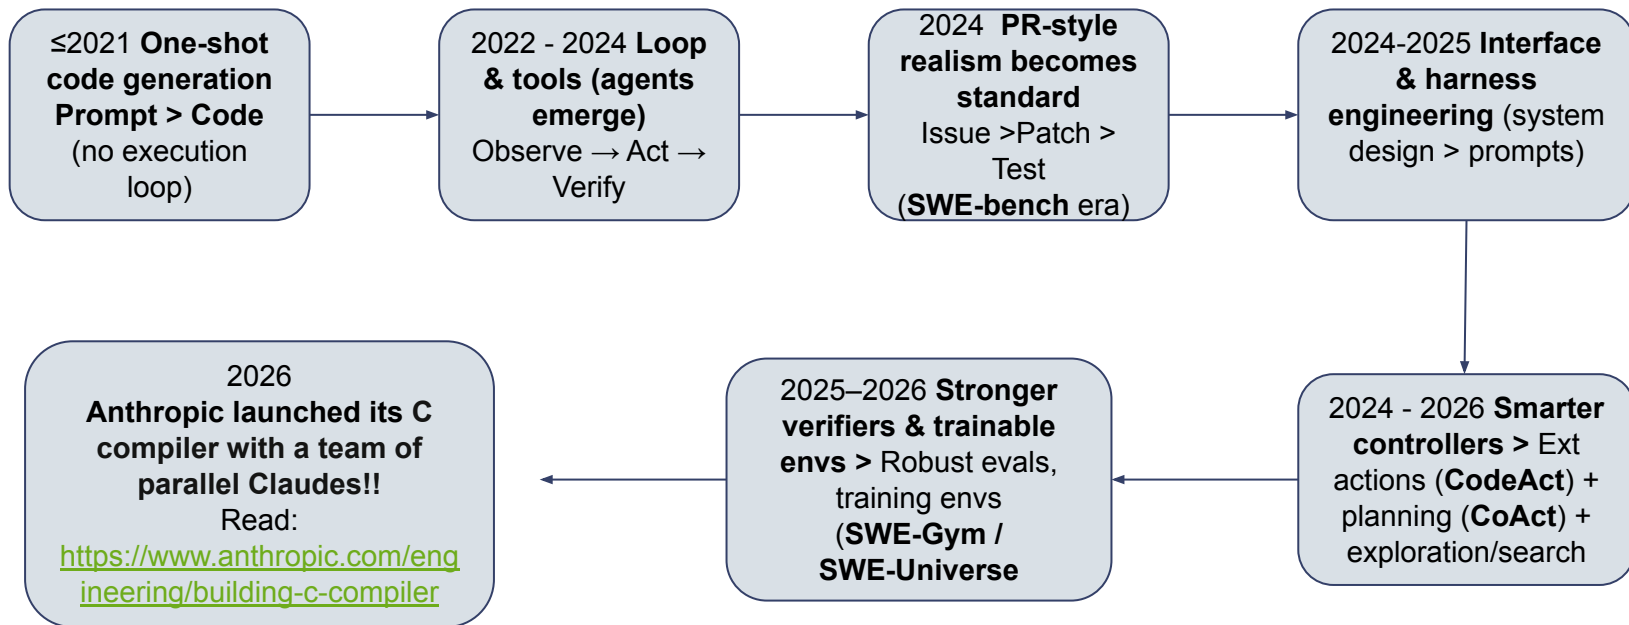 ≤2021 One-shot
code generation
Prompt > Code
(no execution
loop)
2022 - 2024 Loop
& tools (agents
emerge)
Observe → Act →
Verify
2024  PR-style
realism becomes
standard
Issue >Patch >
Test
(SWE-bench era)
2024-2025 Interface
& harness
engineering (system
design > prompts)
2024 - 2026 Smarter
controllers > Ext
actions (CodeAct) +
planning (CoAct) +
exploration/search
2025–2026 Stronger
verifiers & trainable
envs > Robust evals,
training envs
(SWE-Gym /
SWE-Universe
2026
Anthropic launched its C
compiler with a team of
parallel Claudes!!
Read:
https://www.anthropic.com/eng
ineering/building-c-compiler